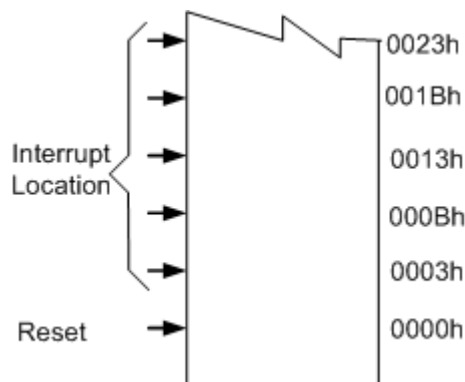 0023h
001Bh
Interrupt
Location
0013h
000Bh
0003h
Reset
0000h